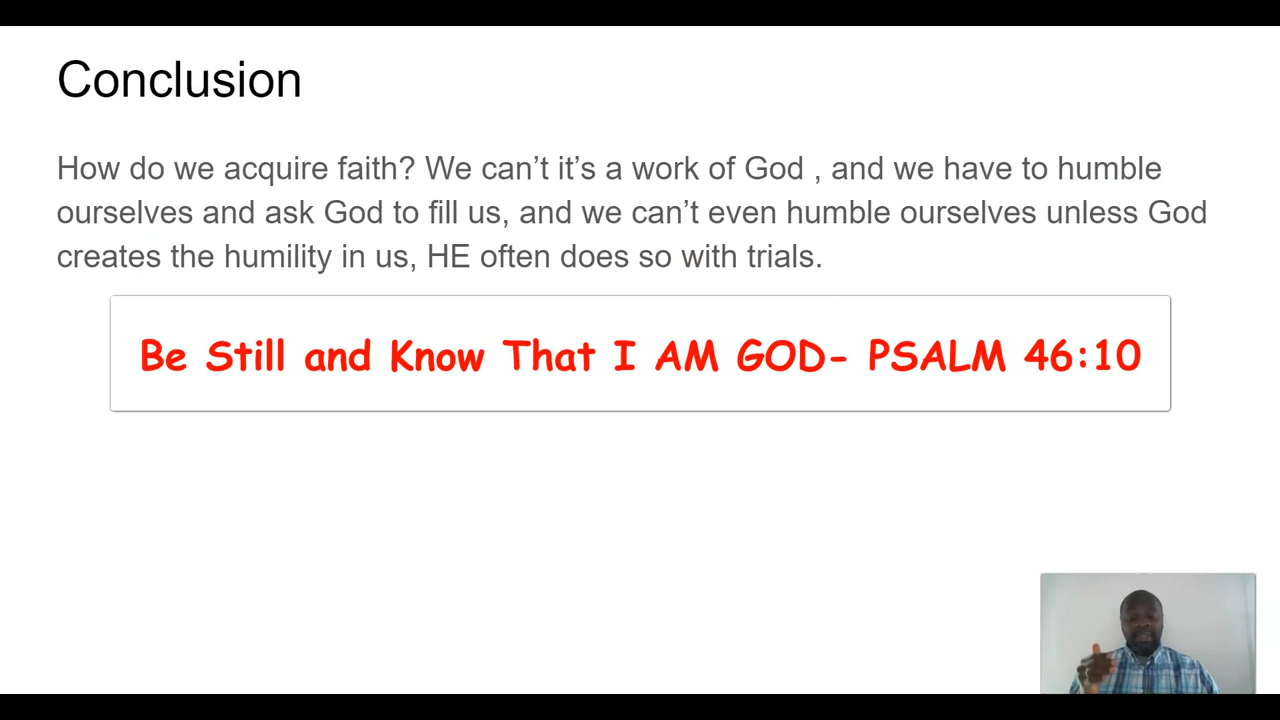 Conclusion
How do we acquire faith? We can’t it’s a work of God , and we have to humble
ourselves and ask God to fill us, and we can’t even humble ourselves unless God
creates the humility in us, HE often does so with trials.
Be Still and Know That I AM GOD- PSALM 46:10